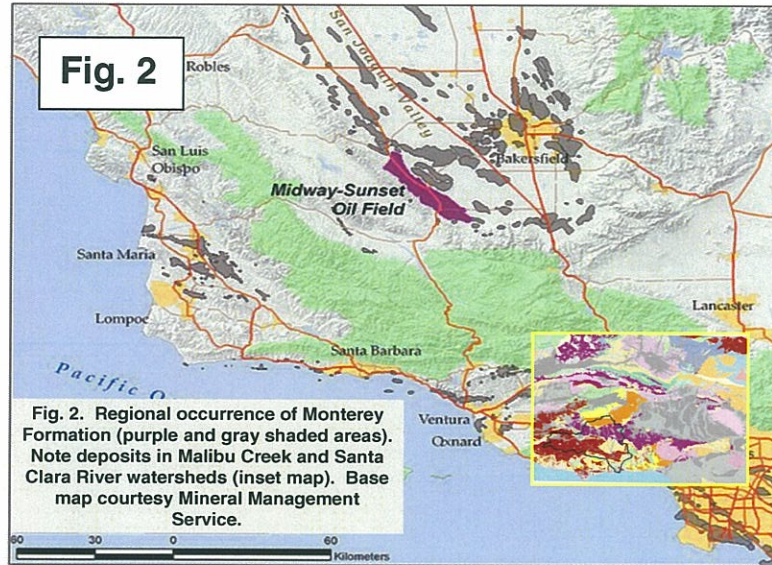 Fig. 2
Robles
San Joaquin Valley
San Luis
Obispo
Bakersfield
Midway-Sunset
Oil Field
Santa Maria
Lompoc
Lancaster
Santa Barbara
Pacific O
Ventura
Oxnard
Fig. 2. Regional occurrence of Monterey
Formation (purple and gray shaded areas).
Note deposits in Malibu Creek and Santa
Clara River watersheds (inset map). Base
map courtesy Mineral Management
Service.
60 30 0 60
Kilometers